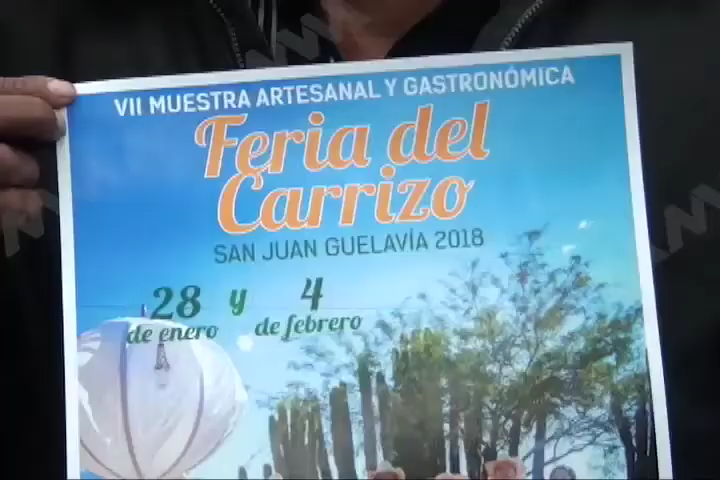 VII MUESTRA ARTESANAL Y GASTRONÓMICA
Feria del
Carrizo
SAN JUAN GUELAVÍA 2018
28 y 4
de enero de febrero